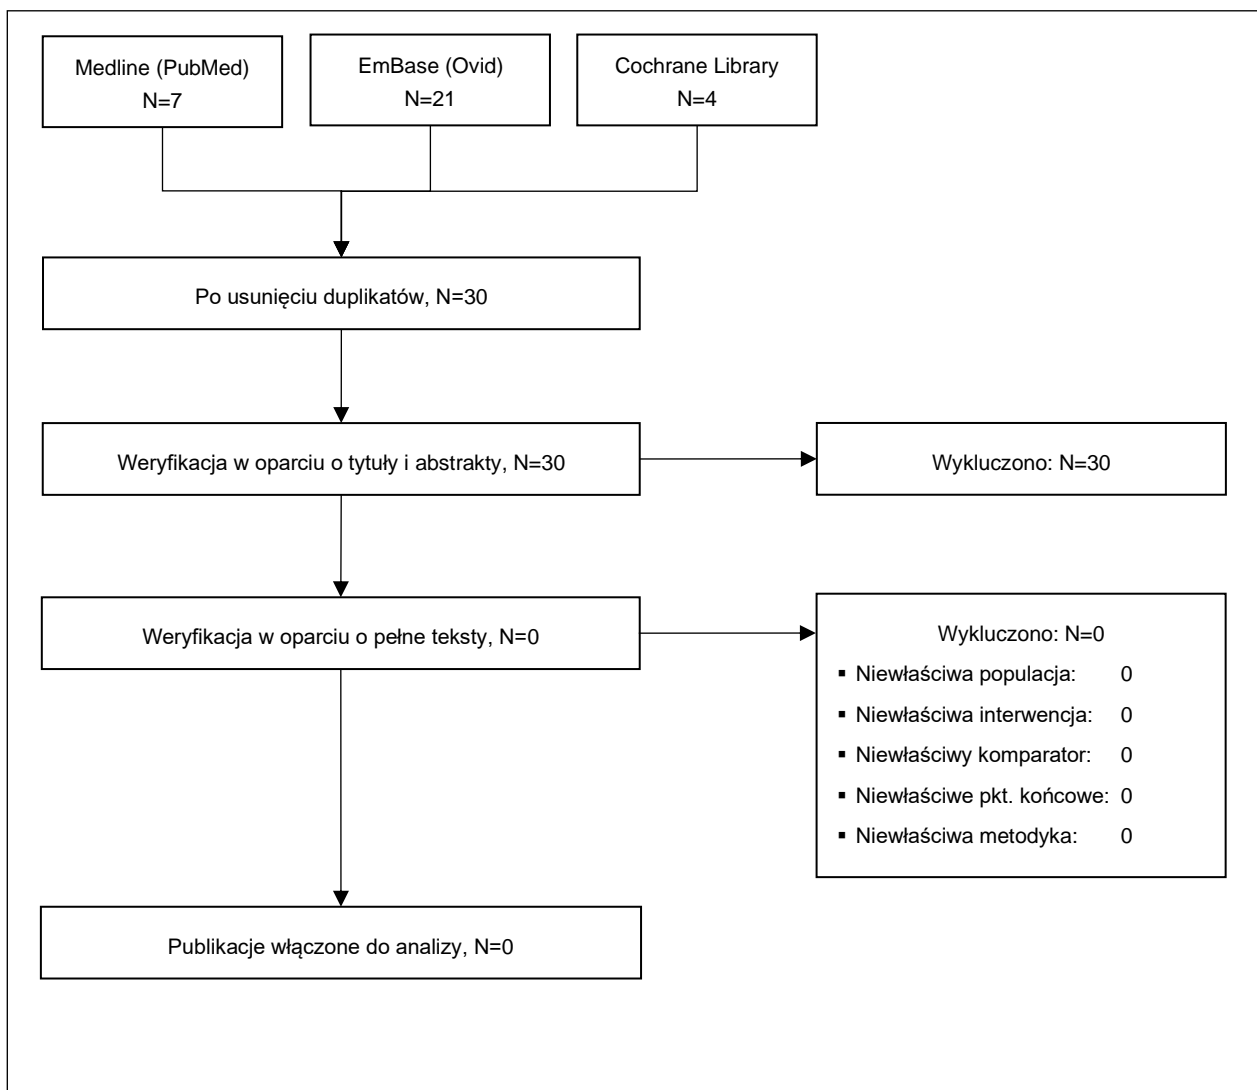 Medline (PubMed)
N=7
EmBase (Ovid)
N=21
Cochrane Library
N=4
Po usunięciu duplikatów, N=30
Weryfikacja w oparciu o tytuły i abstrakty, N=30
Wykluczono: N=30
Weryfikacja w oparciu o pełne teksty, N=0
Wykluczono: N=0
▪ Niewłaściwa populacja: 0
▪ Niewłaściwa interwencja: 0
▪ Niewłaściwy komparator: 0
▪ Niewłaściwe pkt. końcowe: 0
▪ Niewłaściwa metodyka: 0
Publikacje włączone do analizy, N=0